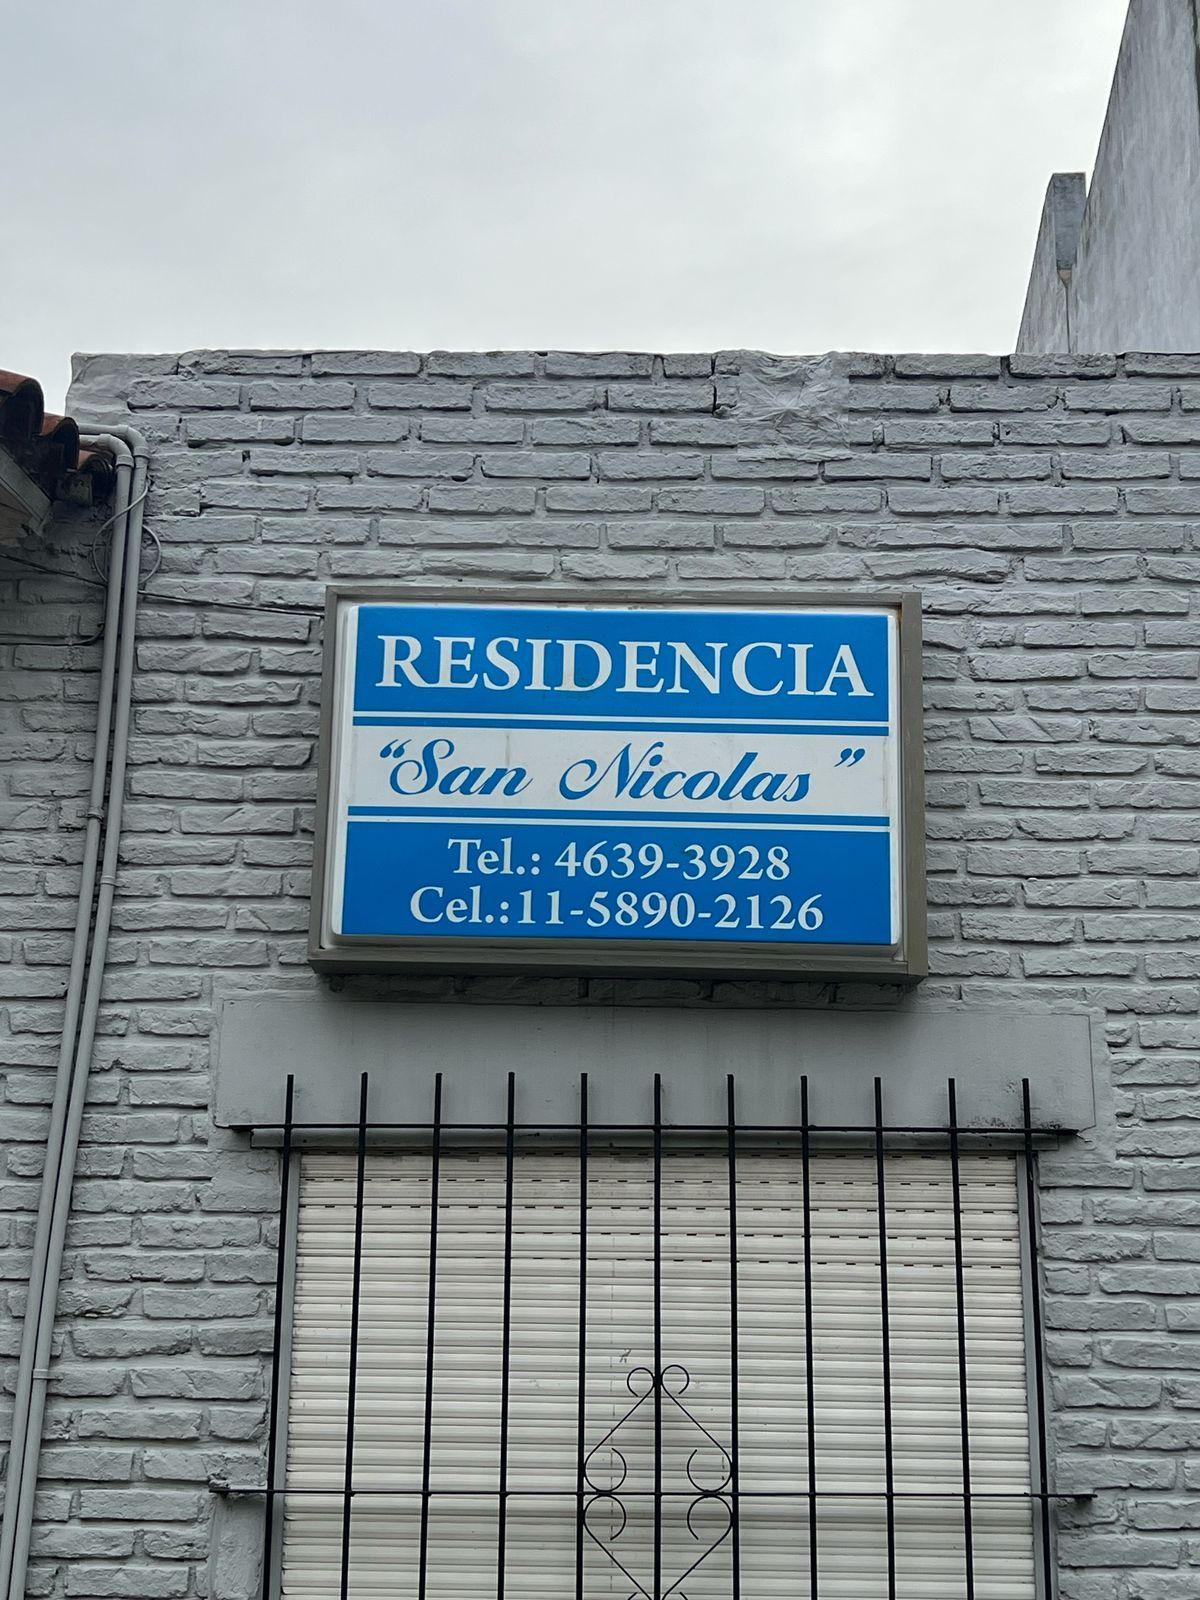 RESIDENCIA
“San Nicolas”
Tel.: 4639-3928
Cel.:11-5890-2126